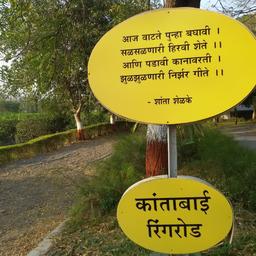 आज वाटते पुन्हा बघावी ।
सळसळणारी हिरवी शेते ।।
आणि पडावी कानावरती ।
झुळझुळणारी निर्झर गीते ।।
- शांता शेळके
कांताबाई
रिंगरोड